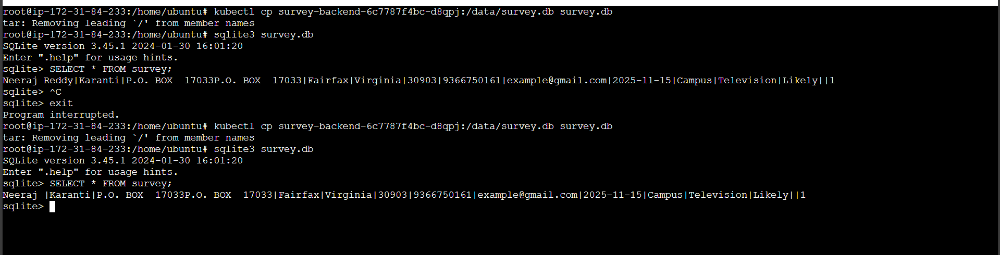 root@ip-172-31-84-233:/home/ubuntu# kubectl cp survey-backend-6c7787f4bc-d8qpj:/data/survey.db survey.db
tar: Removing leading `/' from member names
root@ip-172-31-84-233:/home/ubuntu# sqlite3 survey.db
SQLite version 3.45.1 2024-01-30 16:01:20
Enter ".help" for usage hints.
sqlite> SELECT * FROM survey;
Neeraj Reddy|Karanti|P.O. BOX  17033P.O. BOX  17033|Fairfax|Virginia|30903|9366750161|example@gmail.com|2025-11-15|Campus|Television|Likely||1
sqlite> ^C
sqlite> exit
Program interrupted.
root@ip-172-31-84-233:/home/ubuntu# kubectl cp survey-backend-6c7787f4bc-d8qpj:/data/survey.db survey.db
tar: Removing leading `/' from member names
root@ip-172-31-84-233:/home/ubuntu# sqlite3 survey.db
SQLite version 3.45.1 2024-01-30 16:01:20
Enter ".help" for usage hints.
sqlite> SELECT * FROM survey;
Neeraj |Karanti|P.O. BOX  17033P.O. BOX  17033|Fairfax|Virginia|30903|9366750161|example@gmail.com|2025-11-15|Campus|Television|Likely||1
sqlite>